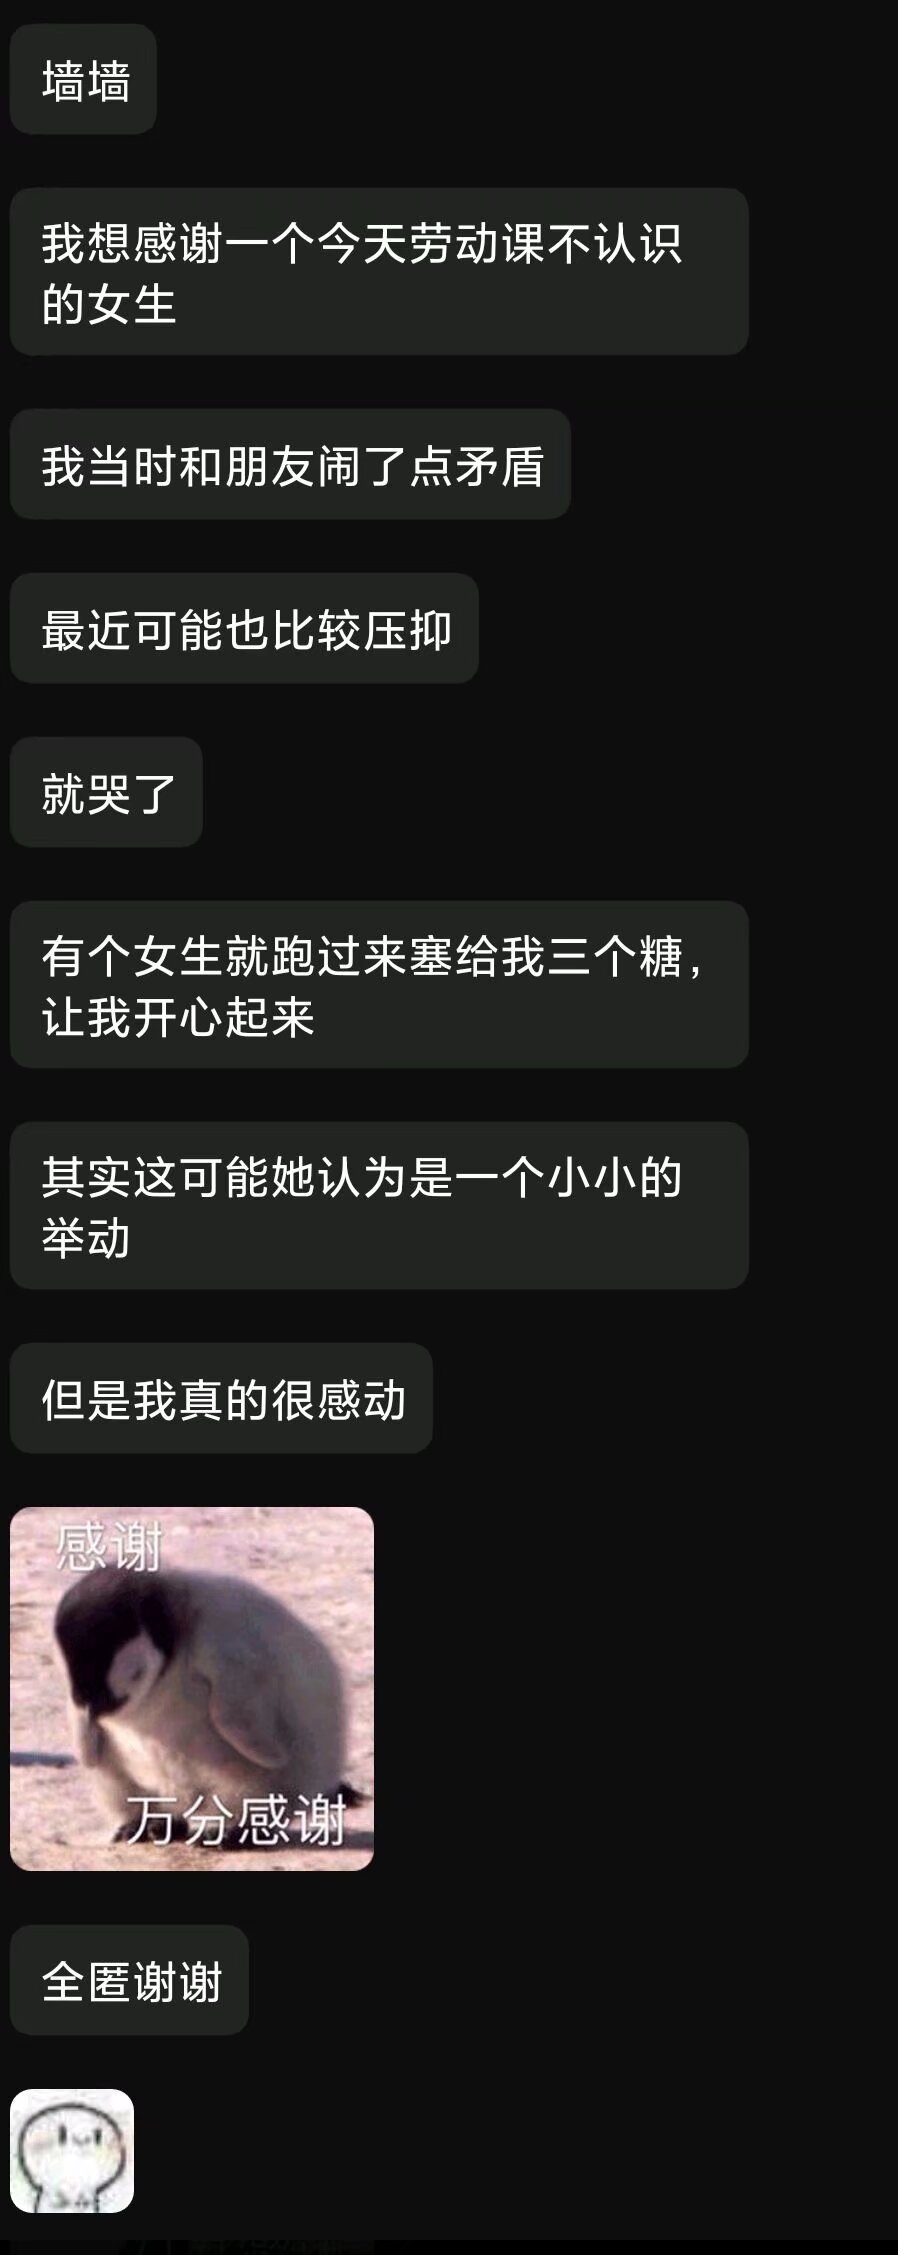 墙墙
我想感谢一个今天劳动课不认识
的女生
我当时和朋友闹了点矛盾
最近可能也比较压抑
就哭了
有个女生就跑过来塞给我三个糖，
让我开心起来
其实这可能她认为是一个小小的
举动
但是我真的很感动
感谢
万分感谢
全匿谢谢